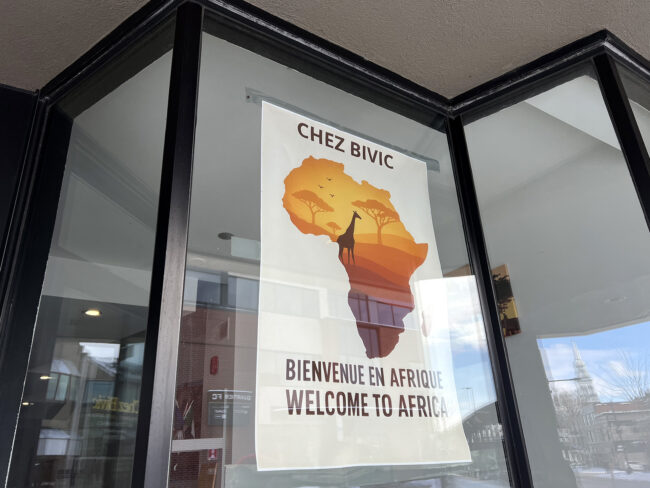 CHEZ BIVIC
BIENVENUE EN AFRIQUE
WELCOME TO AFRICA